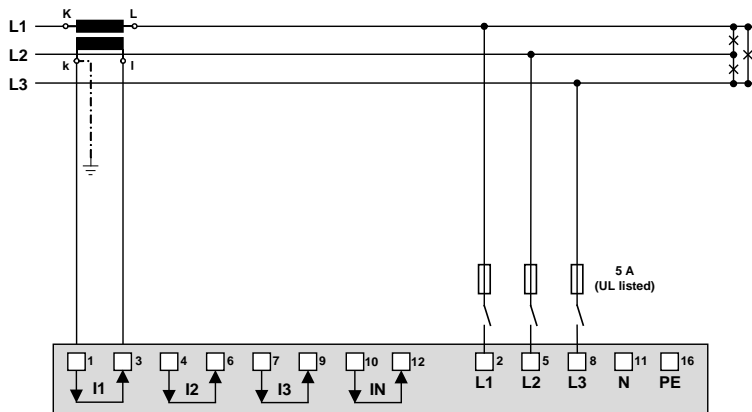 K L
L1
L2
k l
L3
5 A
(UL listed)
1 3 4 6 7 9 10 12 2 5 8 11 16
I1 I2 I3 IN L1 L2 L3 N PE